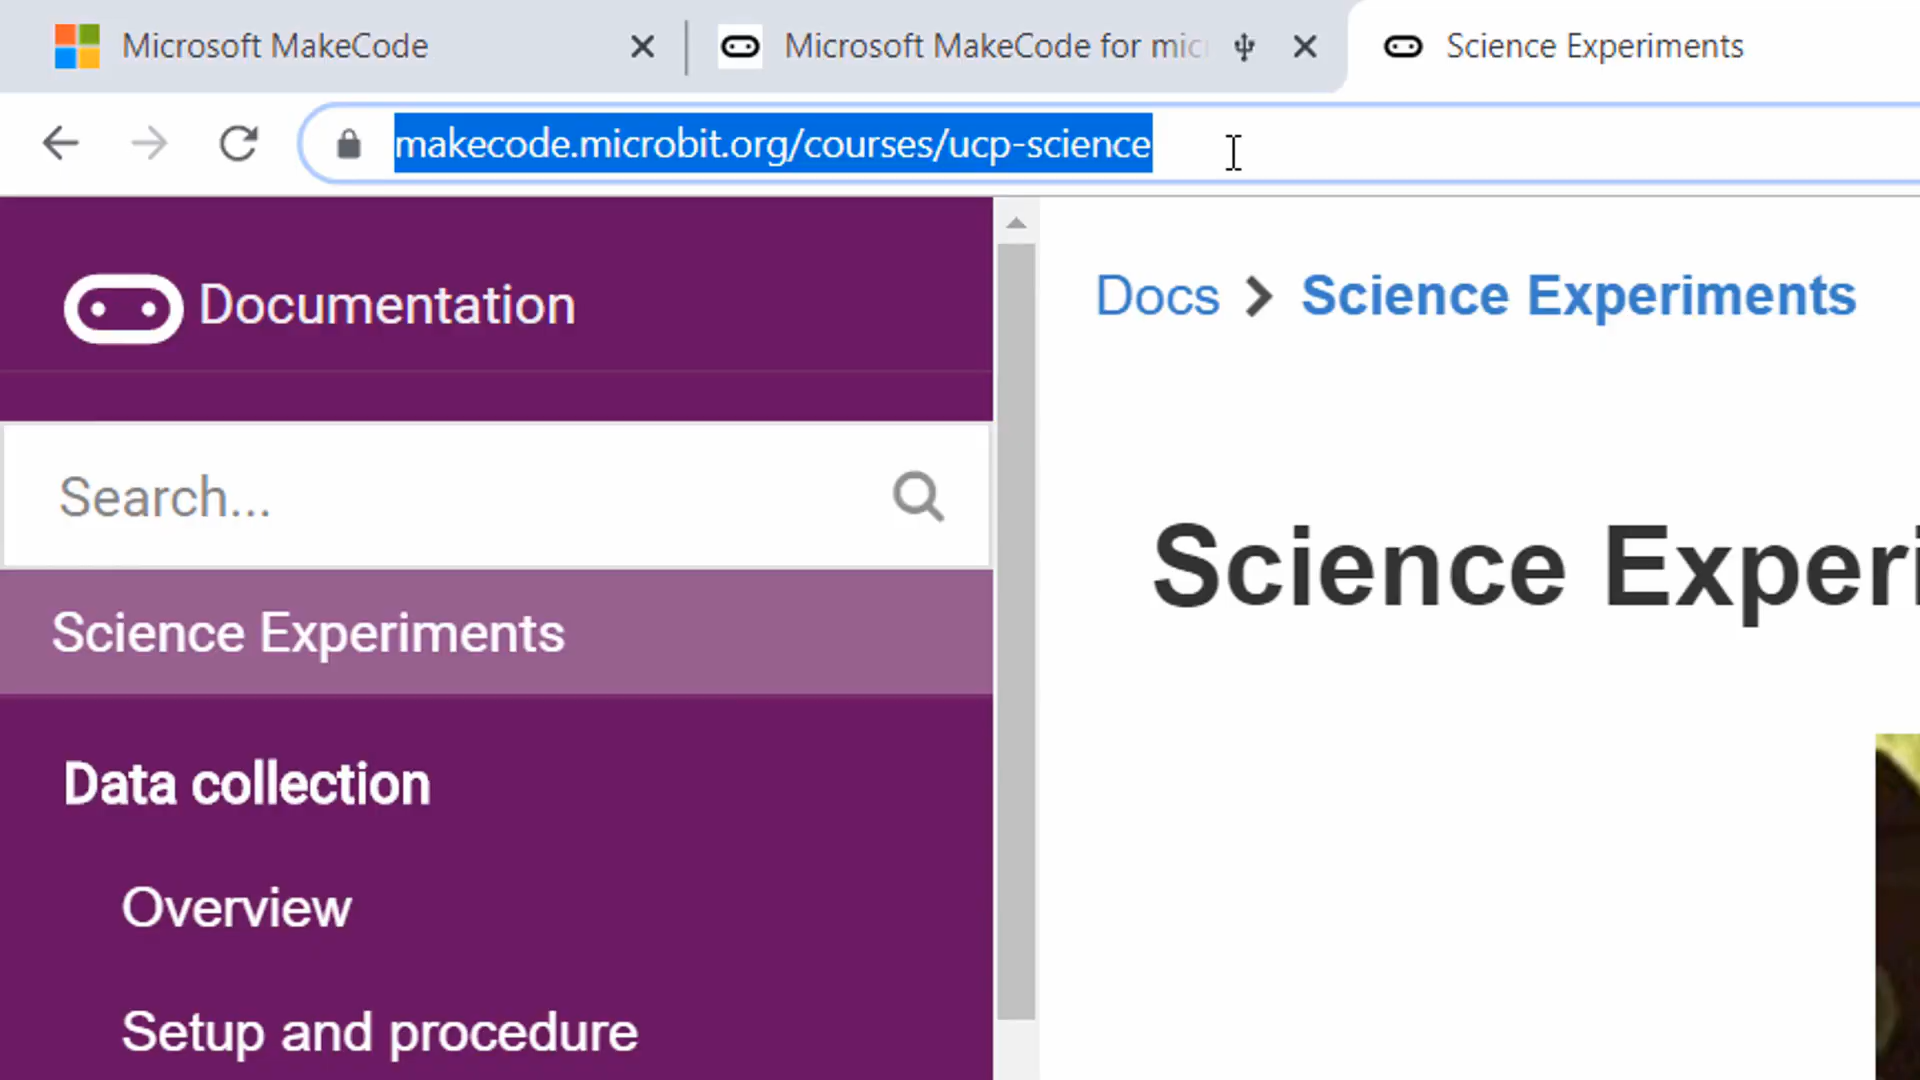 Microsoft MakeCode
Microsoft MakeCode for mic
Science Experiments
makecode.microbit.org/courses/ucp-science
Documentation
Docs > Science Experiments
Search...
Science Experi
Science Experiments
Data collection
Overview
Setup and procedure